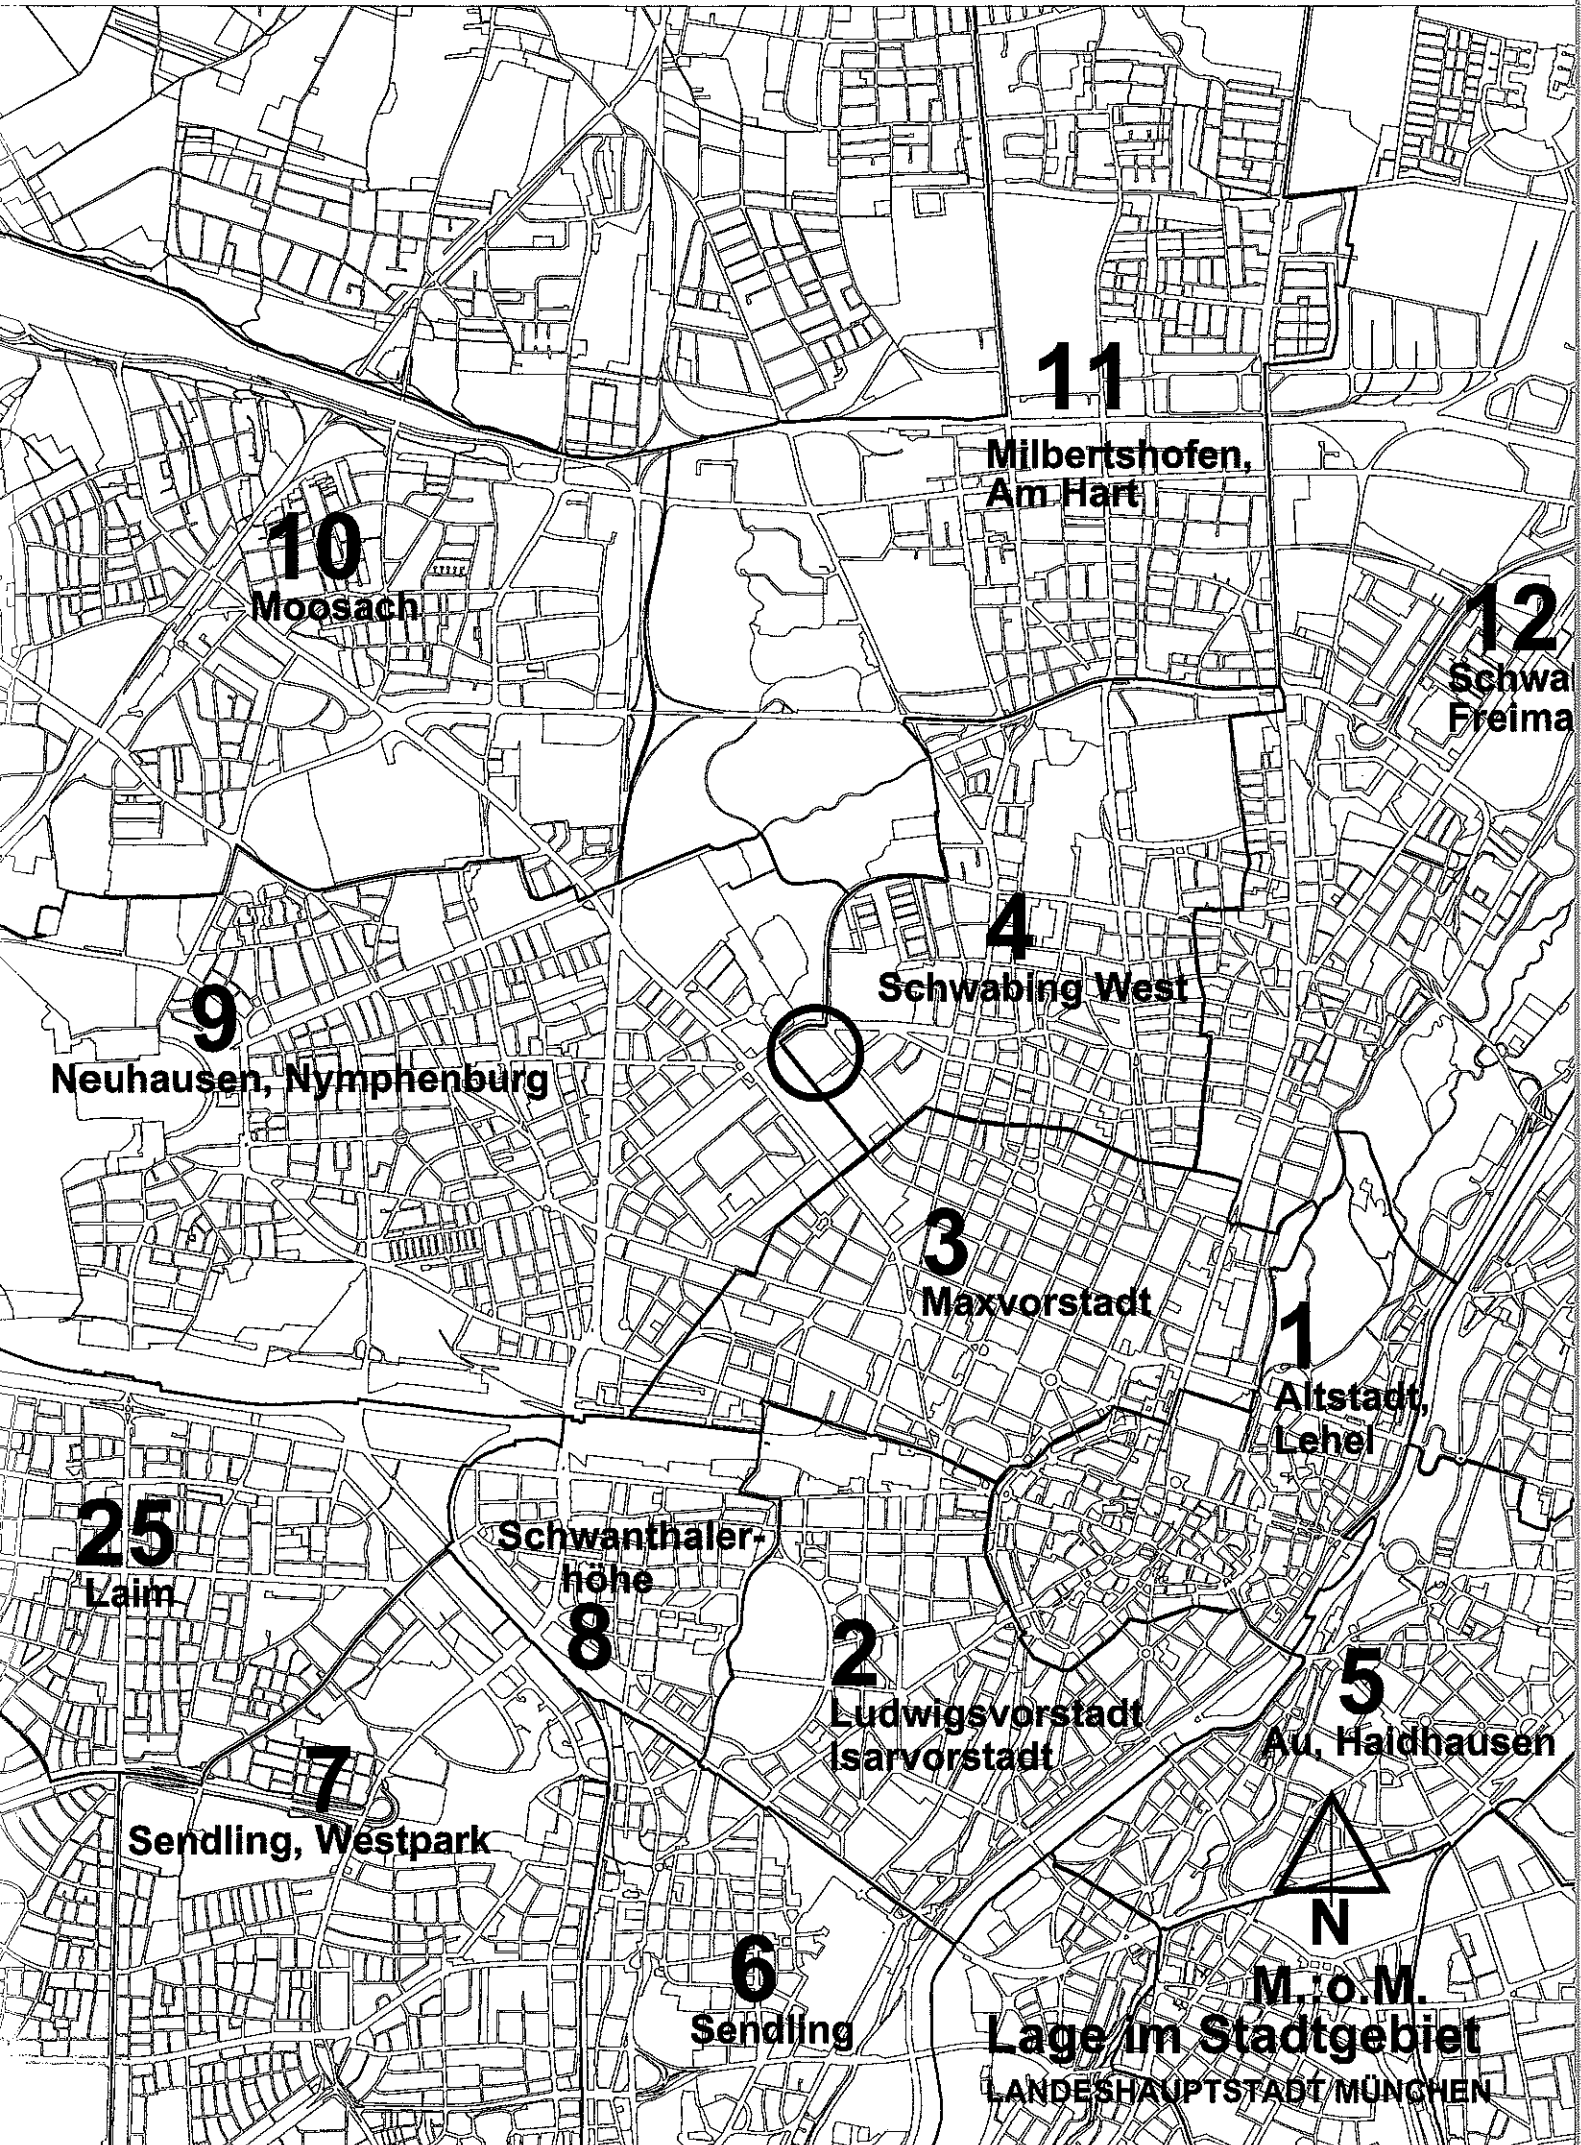 11
Milbertshofen,
Am Hart
10
Moosach
12
Schwa
Freima
4
Schwabing West
9
Neuhausen, Nymphenburg
3
Maxvorstadt
1
Altstadt,
Lehel
25
Laim
Schwanthaler-
höhe
8
2
Ludwigsvorstadt
Isarvorstadt
5
Au, Haidhausen
7
Sendling, Westpark
N
6
Sendling
M.:o.M.
Lage im Stadtgebiet
LANDESHAUPTSTADT MÜNCHEN